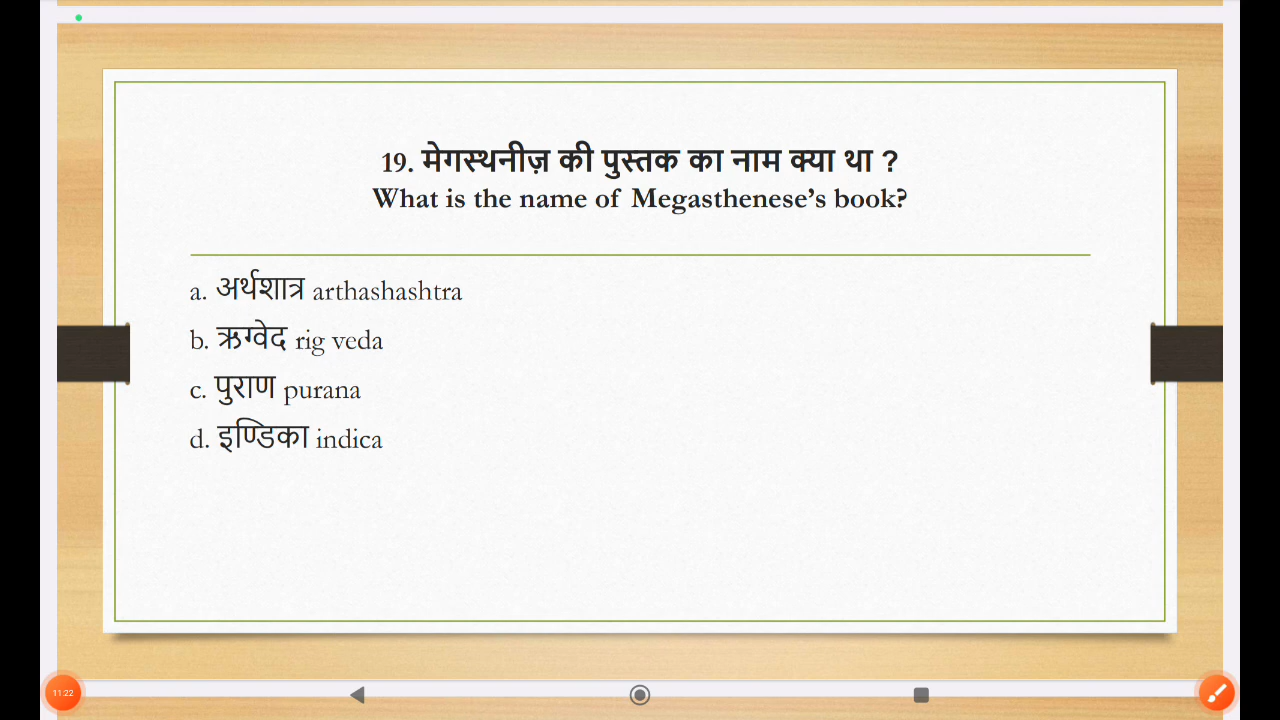 19. मेगस्थनीज़ की पुस्तक का नाम क्या था ?
What is the name of Megasthenese’s book?
a. अर्थशात्र arthashashtra
b. ऋग्वेद rig veda
c. पुराण purana
d. इण्डिका indica
11:22